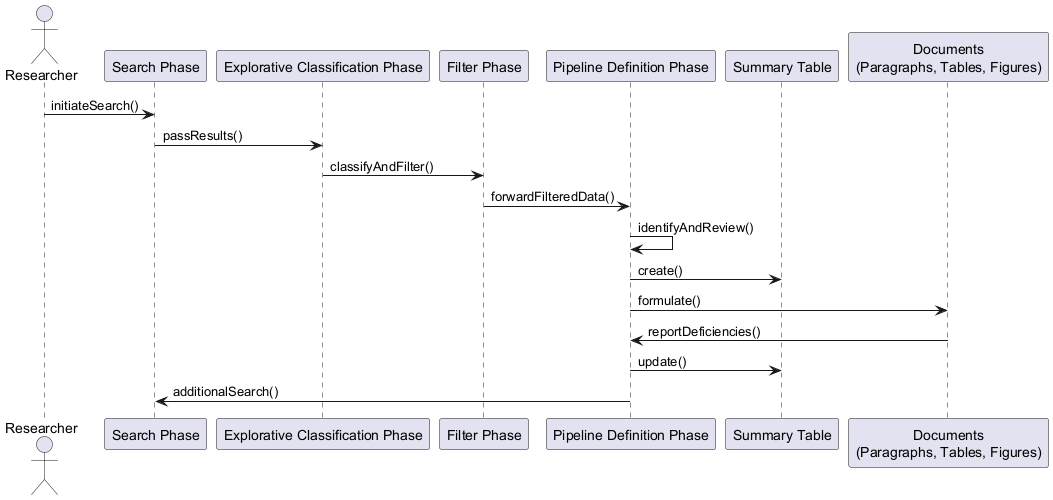 Researcher
Search Phase
Explorative Classification Phase
Filter Phase
Pipeline Definition Phase
Summary Table
Documents
(Paragraphs, Tables, Figures)
initiateSearch()
passResults()
classifyAndFilter()
forwardFilteredData()
identifyAndReview()
create()
formulate()
reportDeficiencies()
update()
additionalSearch()
Researcher
Search Phase
Explorative Classification Phase
Filter Phase
Pipeline Definition Phase
Summary Table
Documents
(Paragraphs, Tables, Figures)